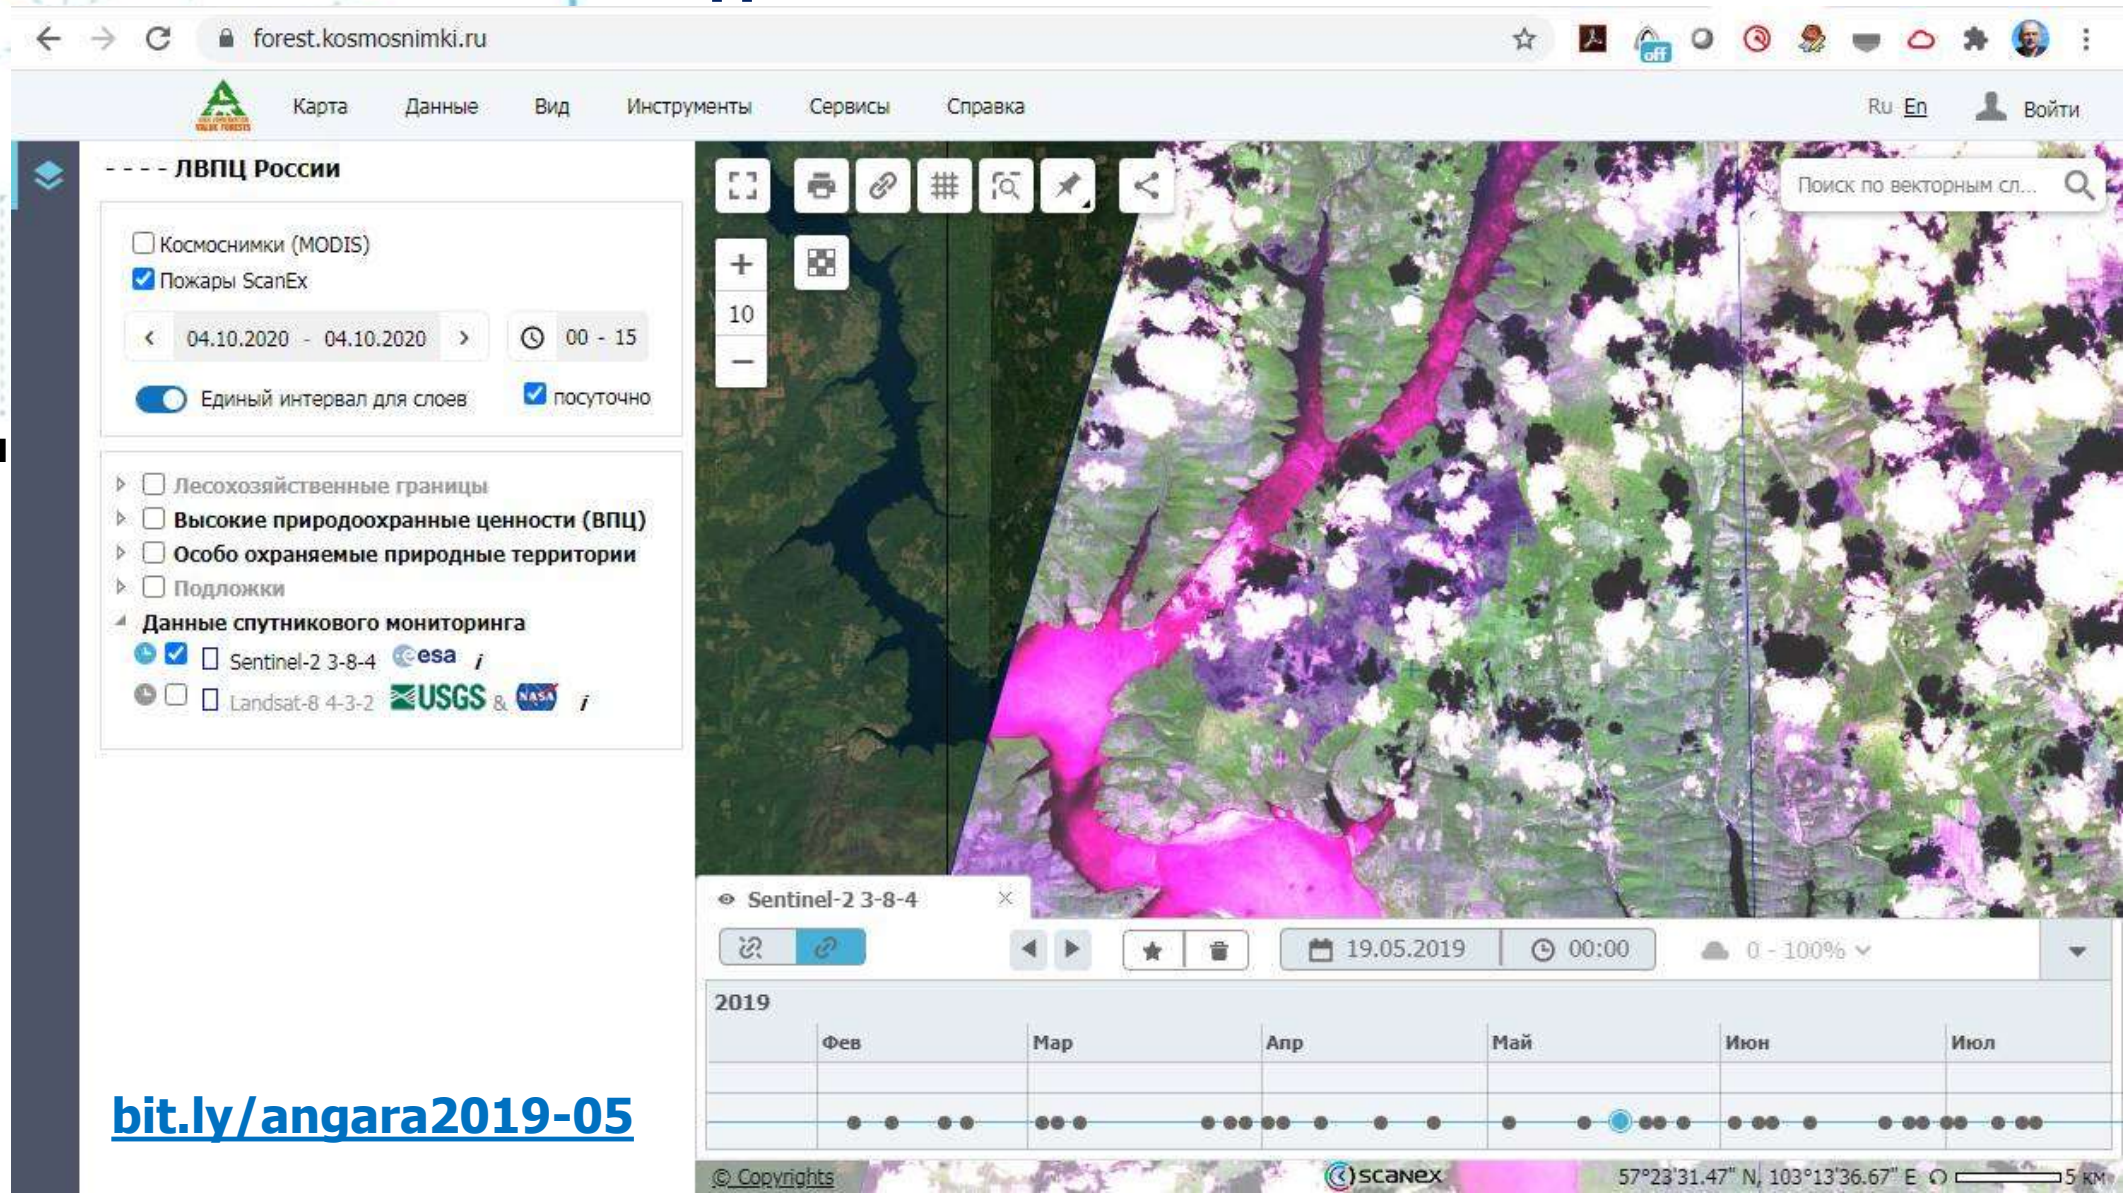 forest.kosmosnimki.ru
off
VALUE FORESTS
Карта Данные Вид Инструменты Сервисы Справка Ru En Войти
- - - - ЛВПЦ России
Поиск по векторным сл...
Космоснимки (MODIS)
Пожары ScanEx
04.10.2020 - 04.10.2020 00 - 15
Единый интервал для слоев посуточно
+
10
−
Лесохозяйственные границы
Высокие природоохранные ценности (ВПЦ)
Особо охраняемые природные территории
Подложки
Данные спутникового мониторинга
Sentinel-2 3-8-4 esa i
Landsat-8 4-3-2 USGS & NASA i
Sentinel-2 3-8-4
19.05.2019 00:00 0 - 100%
2019
Фев Мар Апр Май Июн Июл
bit.ly/angara2019-05
© Copyrights scanex 57°23'31.47" N, 103°13'36.67" E 5 км